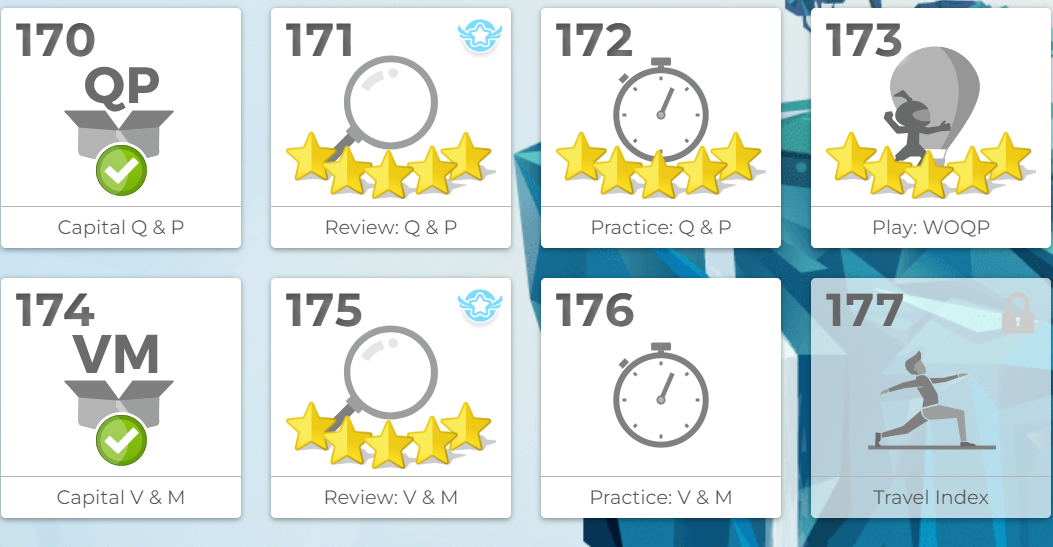 170
QP
Capital Q & P
171
Review: Q & P
172
Practice: Q & P
173
Play: WOQP
174
VM
Capital V & M
175
Review: V & M
176
Practice: V & M
177
Travel Index